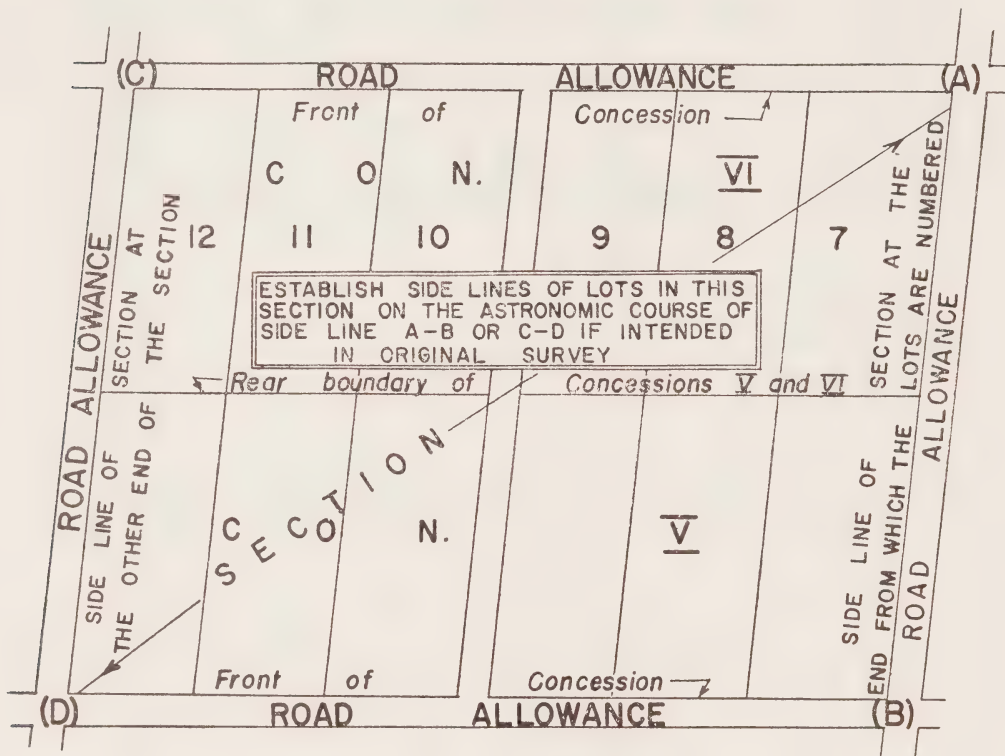 (C) ROAD ALLOWANCE (A)
Front of Concession
C O N. VI
12 11 10 9 8 7
ESTABLISH SIDE LINES OF LOTS IN THIS
SECTION ON THE ASTRONOMIC COURSE OF
SIDE LINE A-B OR C-D IF INTENDED
IN ORIGINAL SURVEY
Rear boundary of Concessions V and VI
SECTION
C O N. V
Front of Concession
(D) ROAD ALLOWANCE (B)
ROAD ALLOWANCE
SIDE LINE OF SECTION AT
THE OTHER END OF THE SECTION
SIDE LINE OF SECTION AT THE
END FROM WHICH THE LOTS ARE NUMBERED
ROAD ALLOWANCE